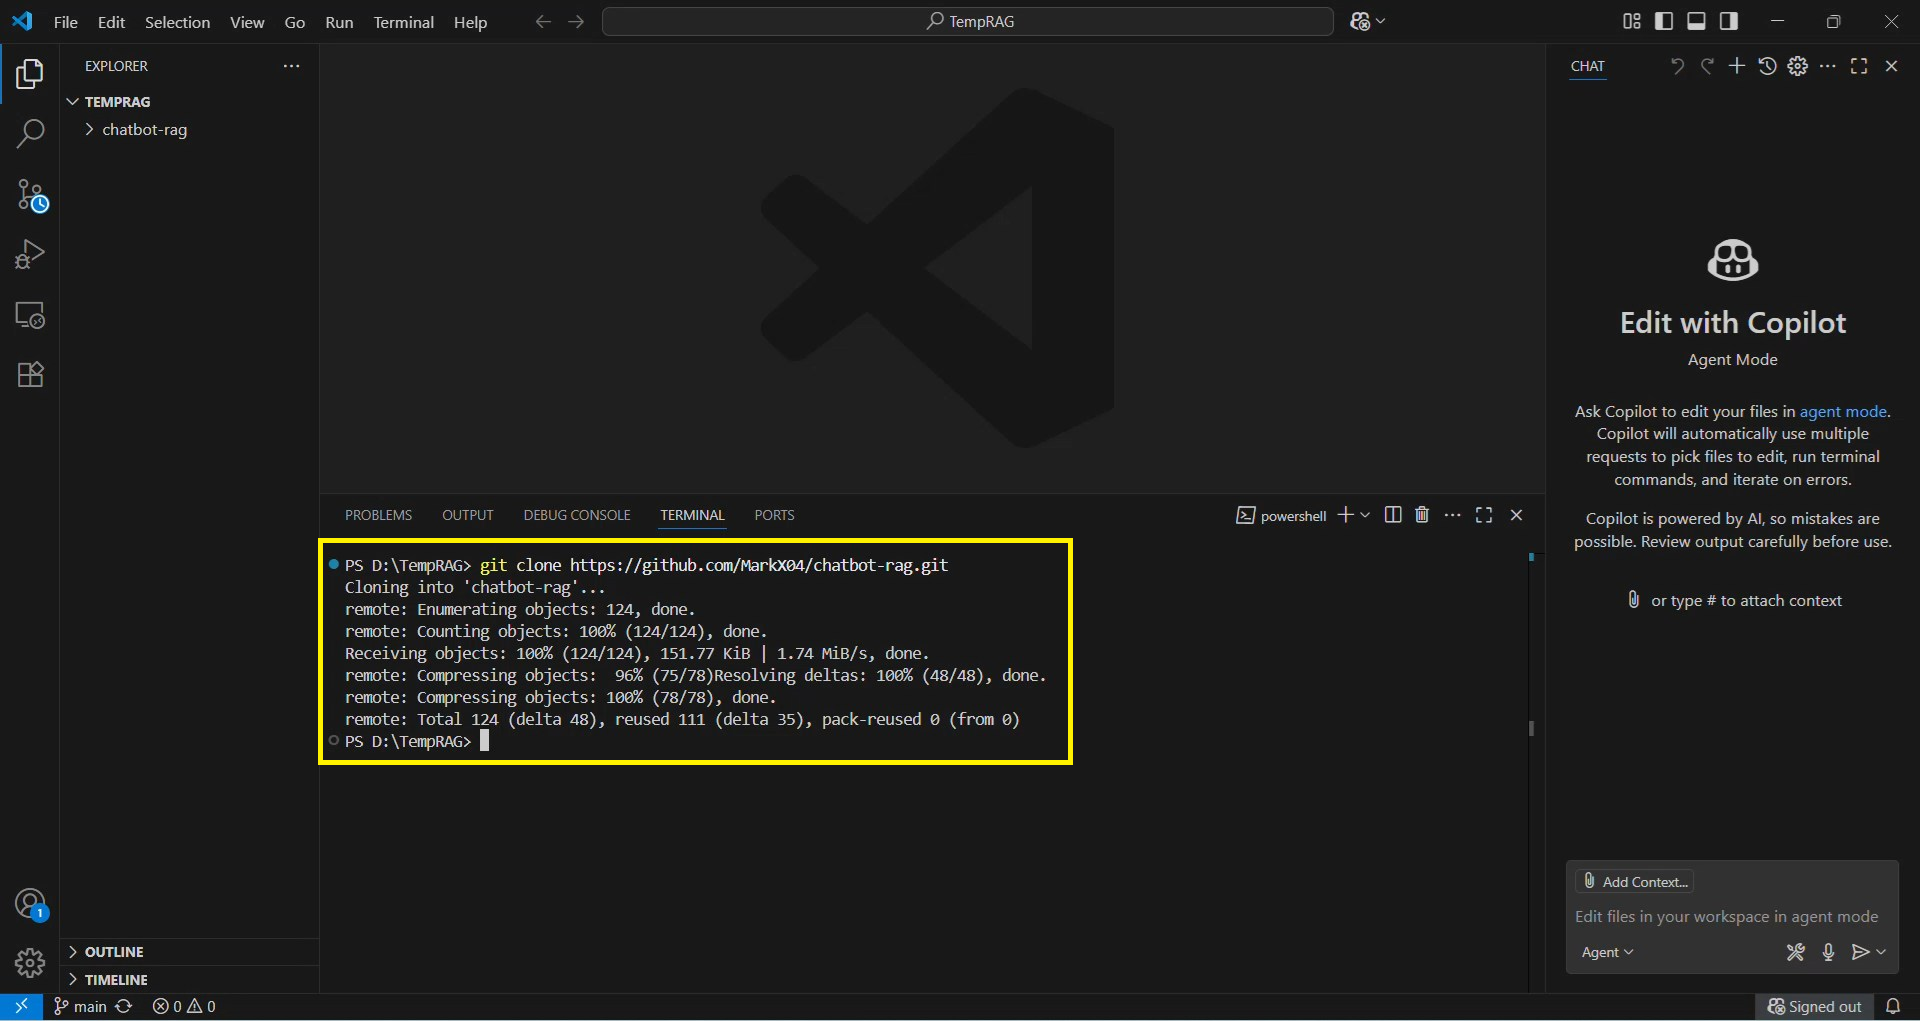 File Edit Selection View Go Run Terminal Help
TempRAG
EXPLORER
TEMPRAG
chatbot-rag
OUTLINE
TIMELINE
PROBLEMS OUTPUT DEBUG CONSOLE TERMINAL PORTS
powershell
PS D:\TempRAG> git clone https://github.com/MarkX04/chatbot-rag.git
Cloning into 'chatbot-rag'...
remote: Enumerating objects: 124, done.
remote: Counting objects: 100% (124/124), done.
Receiving objects: 100% (124/124), 151.77 KiB | 1.74 MiB/s, done.
remote: Compressing objects:  96% (75/78)Resolving deltas: 100% (48/48), done.
remote: Compressing objects: 100% (78/78), done.
remote: Total 124 (delta 48), reused 111 (delta 35), pack-reused 0 (from 0)
PS D:\TempRAG>
CHAT
Edit with Copilot
Agent Mode
Ask Copilot to edit your files in agent mode.
Copilot will automatically use multiple
requests to pick files to edit, run terminal
commands, and iterate on errors.
Copilot is powered by AI, so mistakes are
possible. Review output carefully before use.
or type # to attach context
Add Context...
Edit files in your workspace in agent mode
Agent
1
main 0 0
Signed out